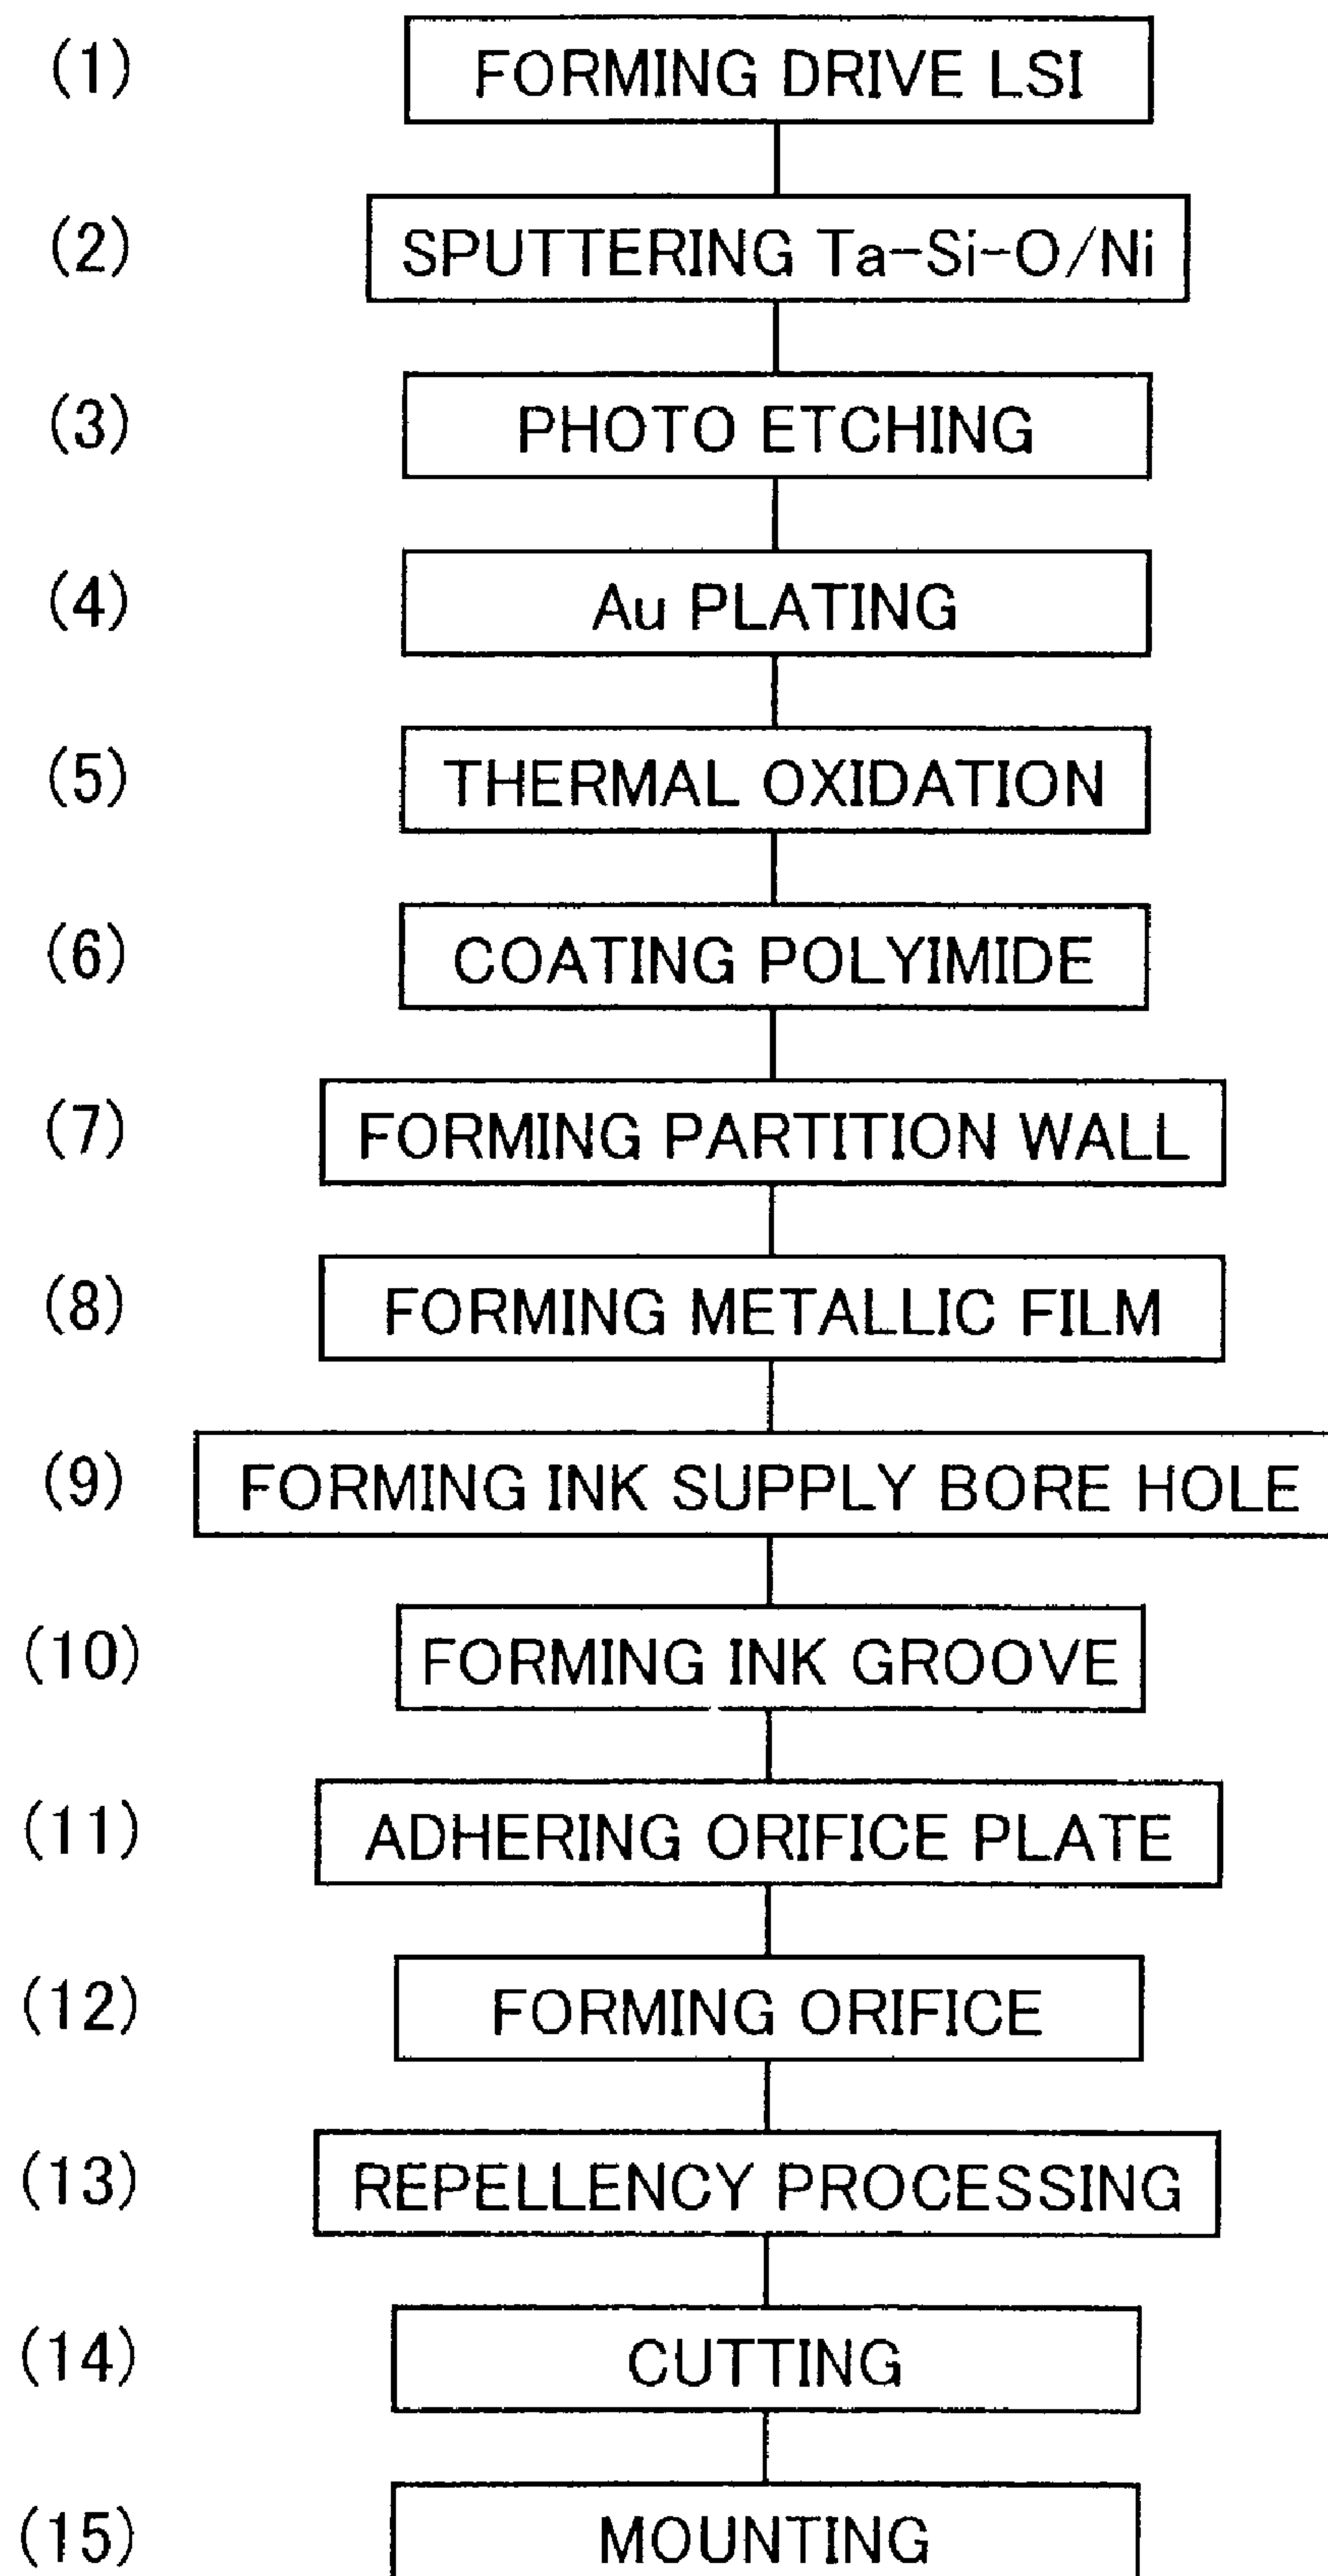 (1) FORMING DRIVE LSI
(2) SPUTTERING Ta-Si-O/Ni
(3) PHOTO ETCHING
(4) Au PLATING
(5) THERMAL OXIDATION
(6) COATING POLYIMIDE
(7) FORMING PARTITION WALL
(8) FORMING METALLIC FILM
(9) FORMING INK SUPPLY BORE HOLE
(10) FORMING INK GROOVE
(11) ADHERING ORIFICE PLATE
(12) FORMING ORIFICE
(13) REPELLENCY PROCESSING
(14) CUTTING
(15) MOUNTING